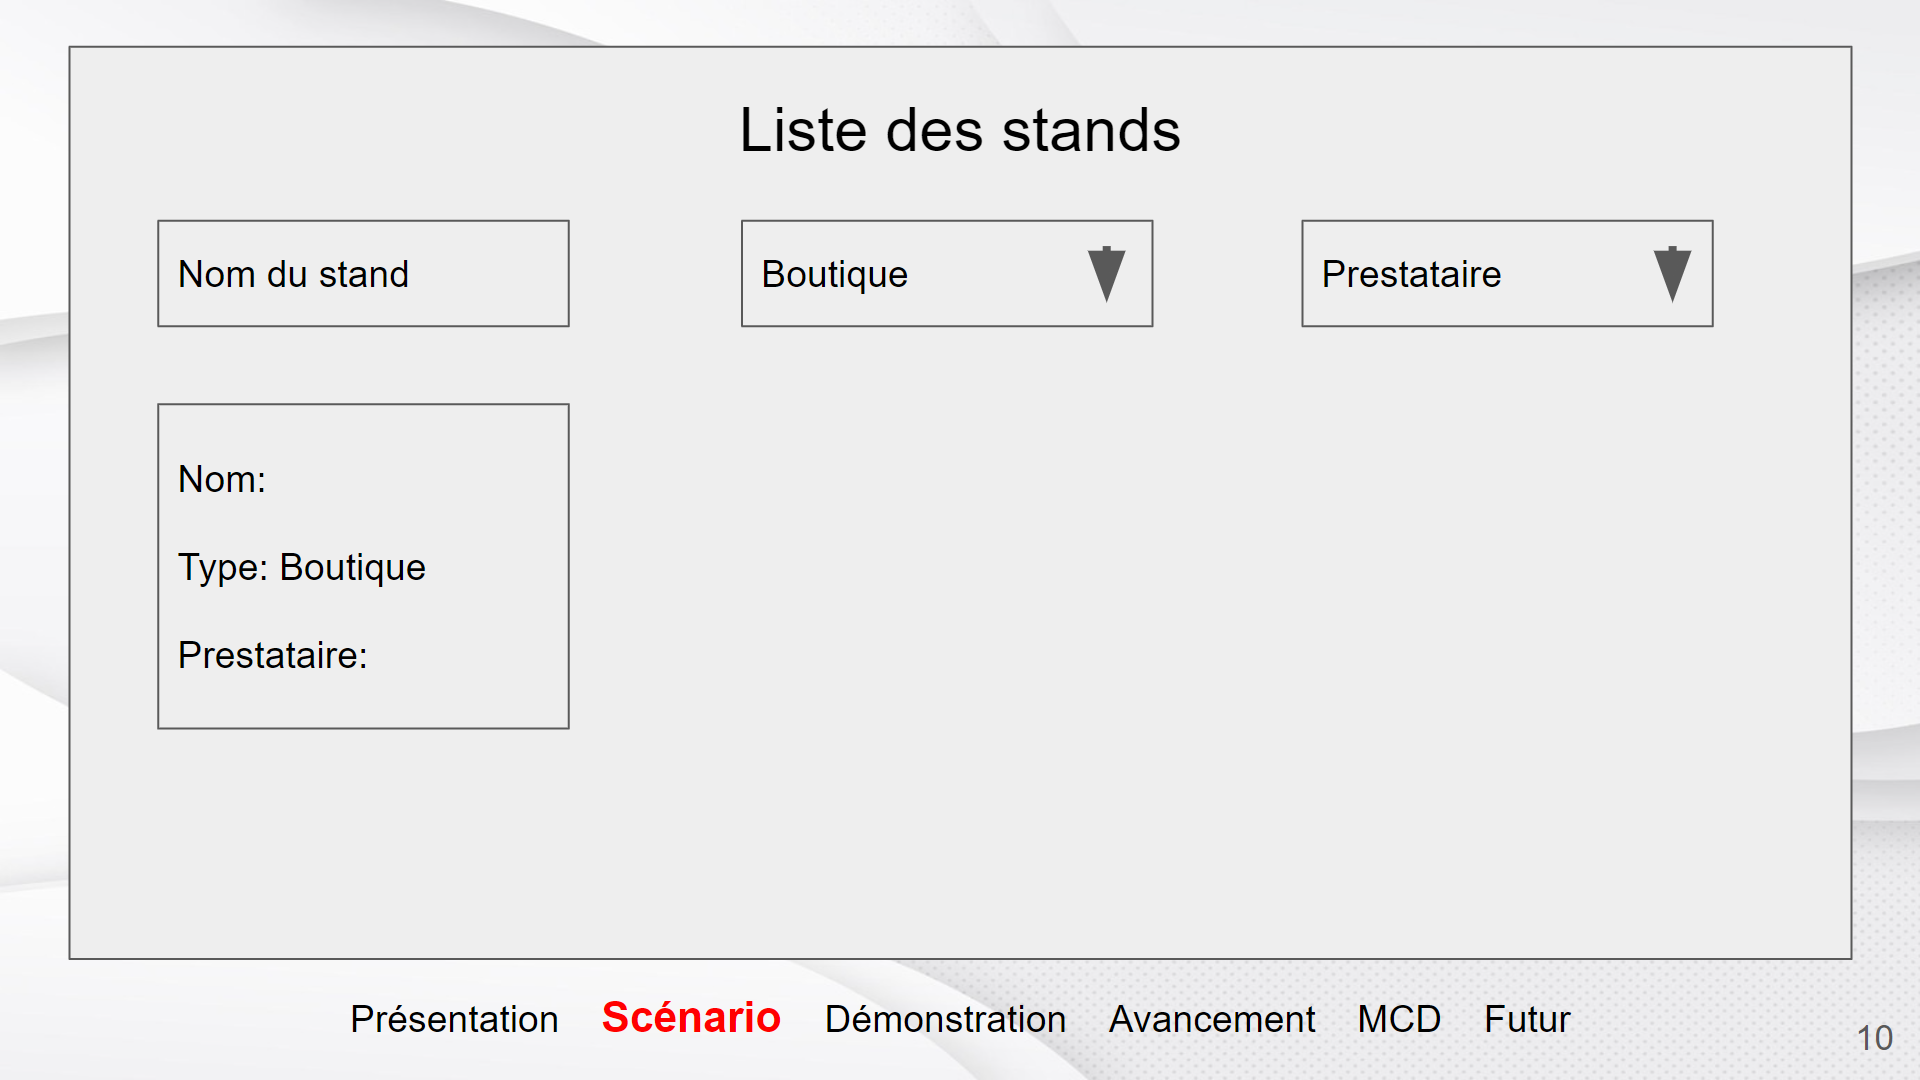 Liste des stands
Nom du stand
Boutique
Prestataire
Nom:
Type: Boutique
Prestataire:
Présentation Scénario Démonstration Avancement MCD Futur
10